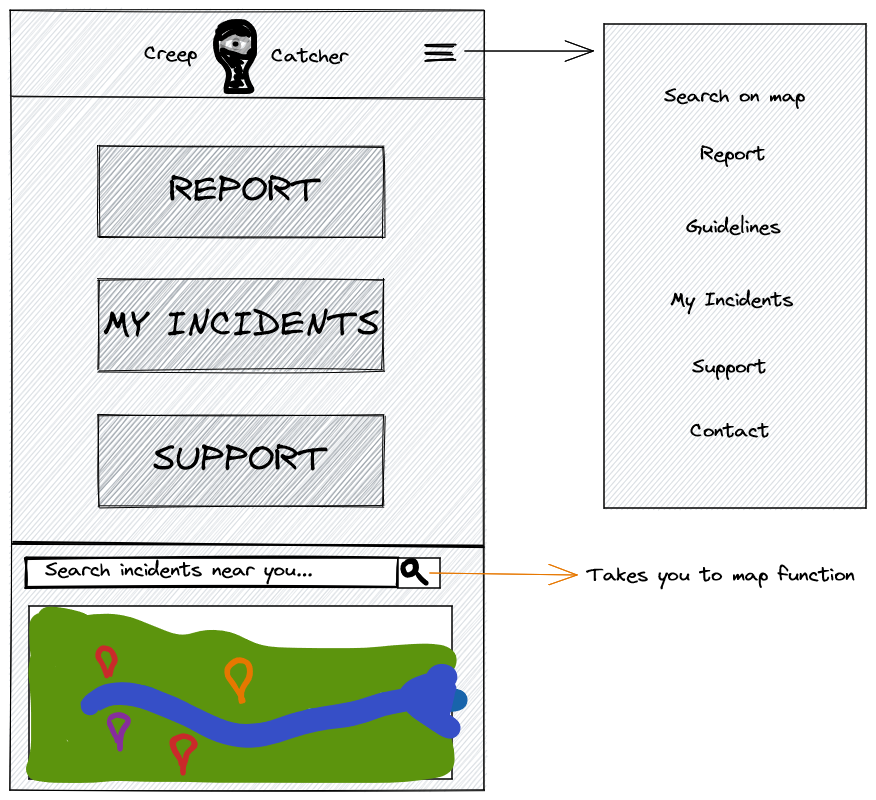 Creep Catcher
REPORT
MY INCIDENTS
SUPPORT
Search incidents near you...
Search on map
Report
Guidelines
My Incidents
Support
Contact
Takes you to map function